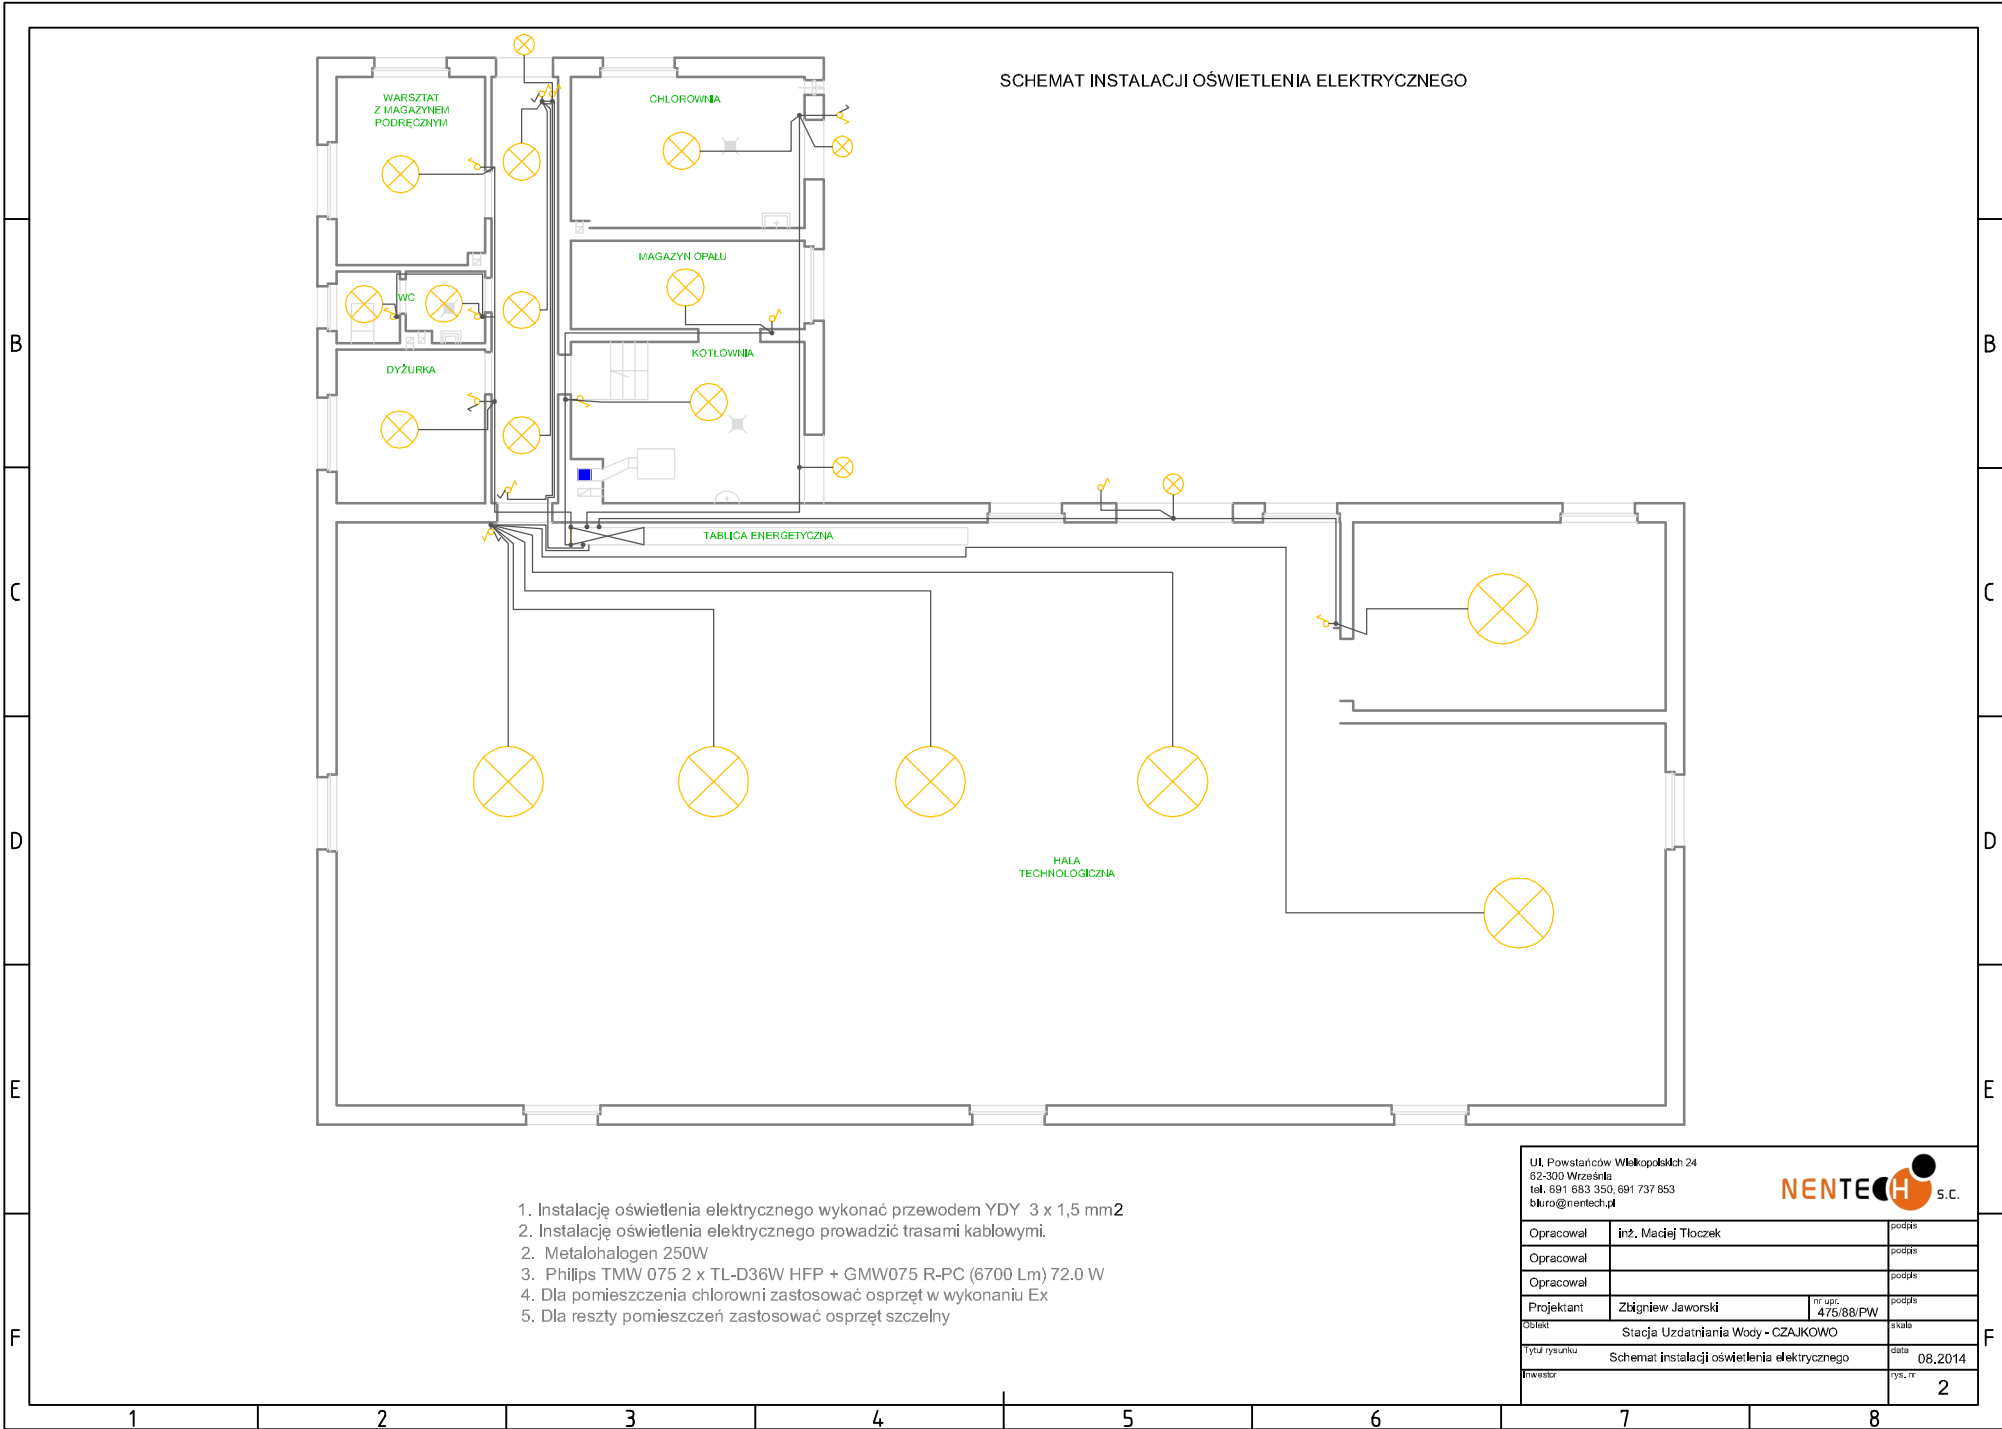 SCHEMAT INSTALACJI OŚWIETLENIA ELEKTRYCZNEGO
WARSZTAT
Z MAGAZYNEM
PODRĘCZNYM
CHLOROWNIA
MAGAZYN OPAŁU
WC
KOTŁOWNIA
DYŻURKA
TABLICA ENERGETYCZNA
HALA
TECHNOLOGICZNA
B
B
C
C
D
D
E
E
F
F
1. Instalację oświetlenia elektrycznego wykonać przewodem YDY 3 x 1,5 mm2
2. Instalację oświetlenia elektrycznego prowadzić trasami kablowymi.
2. Metalohalogen 250W
3. Philips TMW 075 2 x TL-D36W HFP + GMW075 R-PC (6700 Lm) 72.0 W
4. Dla pomieszczenia chlorowni zastosować osprzęt w wykonaniu Ex
5. Dla reszty pomieszczeń zastosować osprzęt szczelny
Ul. Powstańców Wielkopolskich 24
62-300 Września
tel. 691 683 350, 691 737 853
biuro@nentech.pl
NENTECH S.C.
Opracował inż. Maciej Tłoczek podpis
Opracował podpis
Opracował podpis
Projektant Zbigniew Jaworski nr upr. 475/88/PW podpis
Obiekt Stacja Uzdatniania Wody - CZAJKOWO skala
Tytuł rysunku Schemat instalacji oświetlenia elektrycznego data 08.2014
Inwestor rys. nr 2
1 2 3 4 5 6 7 8